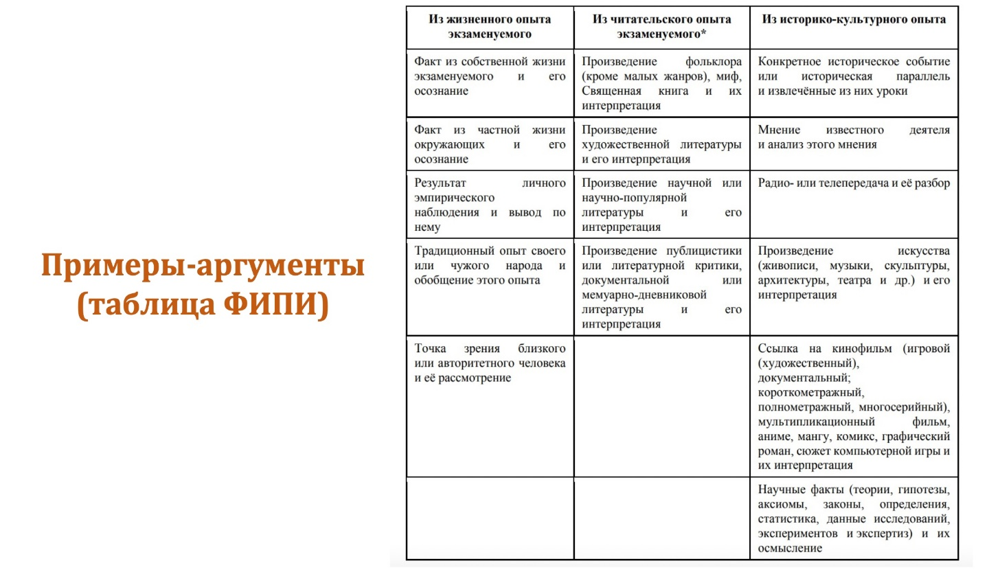 Примеры-аргументы
(таблица ФИПИ)
Из жизненного опыта
экзаменуемого
Из читательского опыта
экзаменуемого*
Из историко-культурного опыта
Факт из собственной жизни
экзаменуемого и его
осознание
Произведение фольклора
(кроме малых жанров), миф,
Священная книга и их
интерпретация
Конкретное историческое событие
или историческая параллель
и извлечённые из них уроки
Факт из частной жизни
окружающих и его
осознание
Произведение
художественной литературы
и его интерпретация
Мнение известного деятеля
и анализ этого мнения
Результат личного
эмпирического
наблюдения и вывод по
нему
Произведение научной или
научно-популярной
литературы и его
интерпретация
Радио- или телепередача и её разбор
Традиционный опыт своего
или чужого народа и
обобщение этого опыта
Произведение публицистики
или литературной критики,
документальной или
мемуарно-дневниковой
литературы и его
интерпретация
Произведение искусства
(живописи, музыки, скульптуры,
архитектуры, театра и др.) и его
интерпретация
Точка зрения близкого
или авторитетного человека
и её рассмотрение
Ссылка на кинофильм (игровой
(художественный),
документальный;
короткометражный,
полнометражный, многосерийный),
мультипликационный фильм,
аниме, мангу, комикс, графический
роман, сюжет компьютерной игры и
их интерпретация
Научные факты (теории, гипотезы,
аксиомы, законы, определения,
статистика, данные исследований,
экспериментов и экспертиз) и их
осмысление